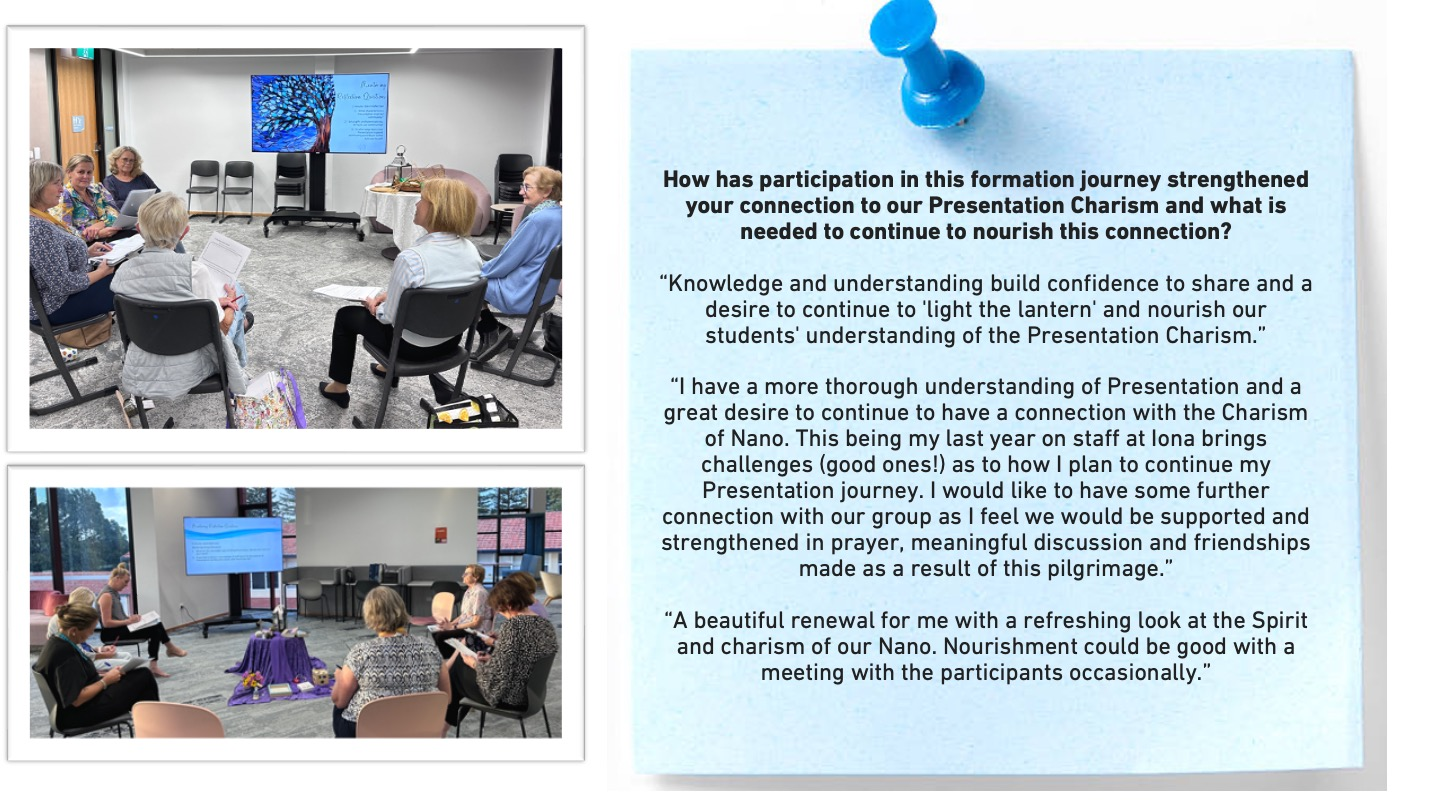 How has participation in this formation journey strengthened
your connection to our Presentation Charism and what is
needed to continue to nourish this connection?
“Knowledge and understanding build confidence to share and a
desire to continue to 'light the lantern' and nourish our
students' understanding of the Presentation Charism.”
“I have a more thorough understanding of Presentation and a
great desire to continue to have a connection with the Charism
of Nano. This being my last year on staff at Iona brings
challenges (good ones!) as to how I plan to continue my
Presentation journey. I would like to have some further
connection with our group as I feel we would be supported and
strengthened in prayer, meaningful discussion and friendships
made as a result of this pilgrimage.”
“A beautiful renewal for me with a refreshing look at the Spirit
and charism of our Nano. Nourishment could be good with a
meeting with the participants occasionally.”